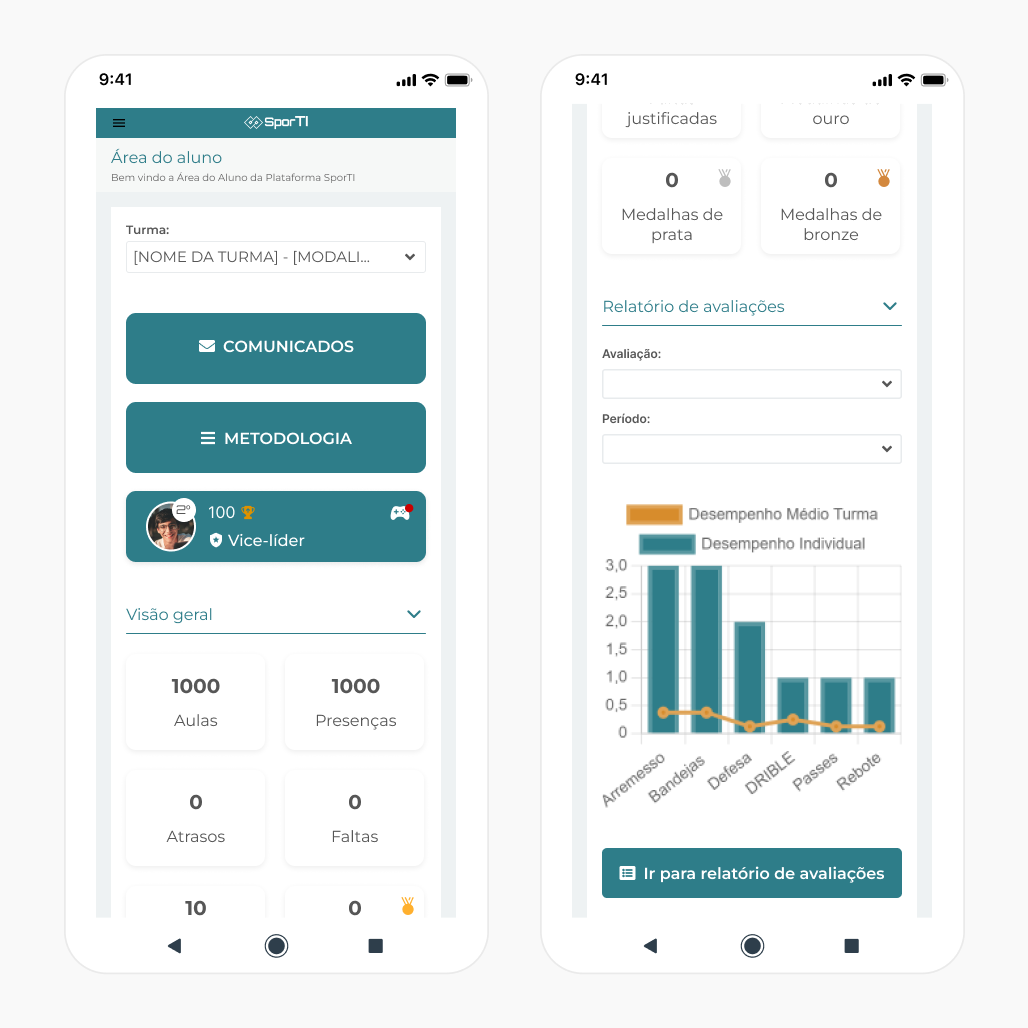 9:41
SporTI
Área do aluno
Bem vindo a Área do Aluno da Plataforma SporTI
Turma:
[NOME DA TURMA] - [MODALI...
COMUNICADOS
METODOLOGIA
2º
100
Vice-líder
Visão geral
1000
Aulas
1000
Presenças
0
Atrasos
0
Faltas
10
0
9:41
justificadas
ouro
0
Medalhas de
prata
0
Medalhas de
bronze
Relatório de avaliações
Avaliação:
Período:
Desempenho Médio Turma
Desempenho Individual
3,0
2,5
2,0
1,5
1,0
0,5
0
Arremesso
Bandejas
Defesa
DRIBLE
Passes
Rebote
Ir para relatório de avaliações